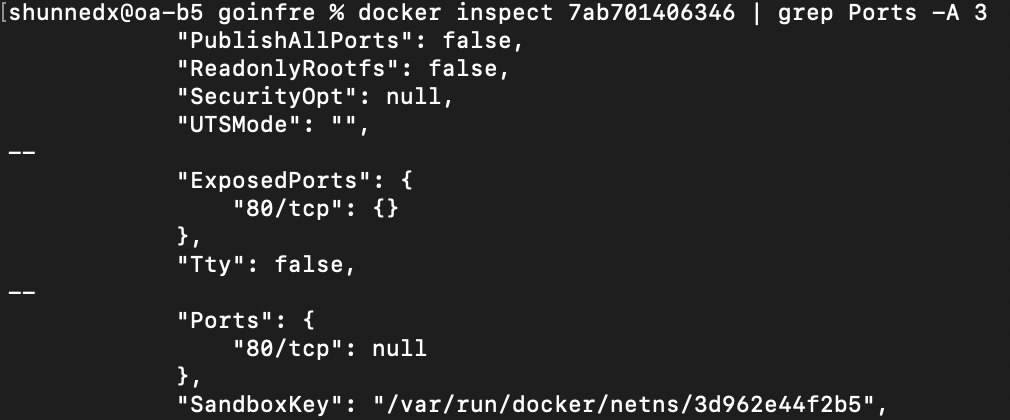 [shunnedx@oa-b5 goinfre % docker inspect 7ab701406346 | grep Ports -A 3
"PublishAllPorts": false,
"ReadonlyRootfs": false,
"SecurityOpt": null,
"UTSMode": "",
--
"ExposedPorts": {
"80/tcp": {}
},
"Tty": false,
--
"Ports": {
"80/tcp": null
},
"SandboxKey": "/var/run/docker/netns/3d962e44f2b5",